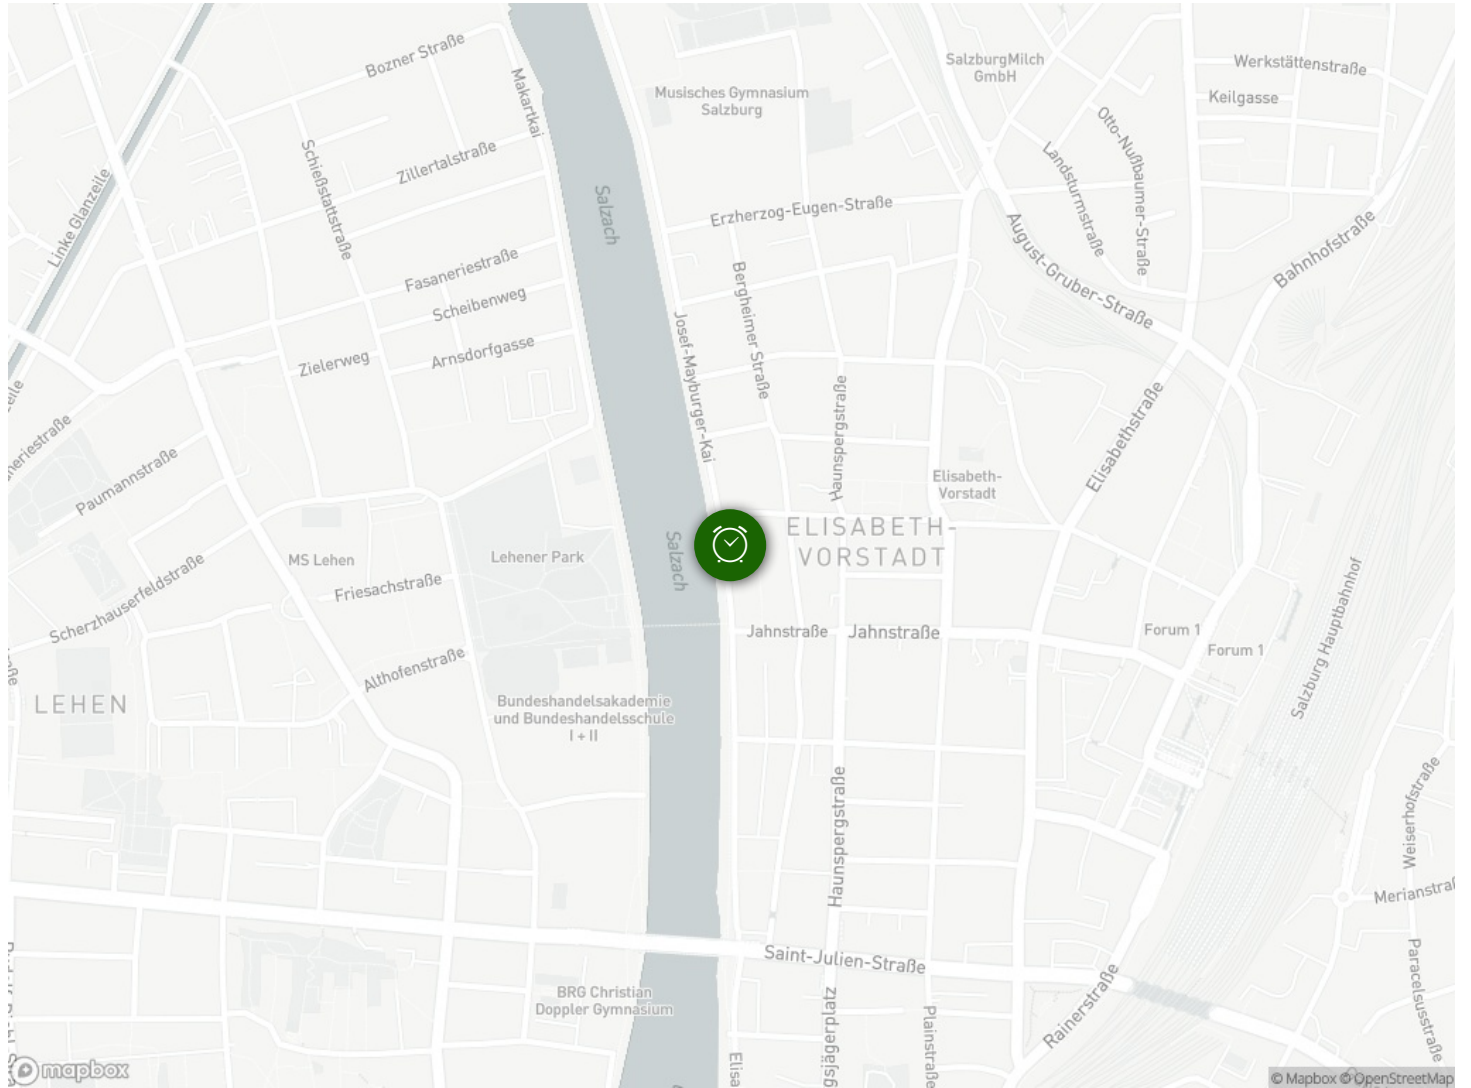 Bozner Straße
Makartkai
Musisches Gymnasium
Salzburg
SalzburgMilch
GmbH
Werkstättenstraße
Keilgasse
Otto-Nußbaumer-Straße
Landsturmstraße
Schießstattstraße
Zillertalstraße
Linke Glanzeile
Salzach
Erzherzog-Eugen-Straße
August-Gruber-Straße
Bahnhofstraße
Fasaneriestraße
Scheibenweg
Bergheimer Straße
Josef-Mayburger-Kai
Zielerweg
Arnsdorfgasse
Haunspergstraße
Elisabethstraße
zeile
neriestraße
Paumannstraße
Elisabeth-
Vorstadt
ELISABETH-
VORSTADT
Salzach
MS Lehen
Lehener Park
Friesachstraße
Scherzhauserfeldstraße
Jahnstraße
Jahnstraße
Forum 1
Forum 1
Salzburg Hauptbahnhof
Althofenstraße
LEHEN
Bundeshandelsakademie
und Bundeshandelsschule
I + II
Haunspergstraße
Weiserhofstraße
Merianstraß
Saint-Julien-Straße
BRG Christian
Doppler Gymnasium
Rainerstraße
Paracelsusstraße
Plainstraße
gsjägerplatz
Elisa
mapbox
© Mapbox © OpenStreetMap